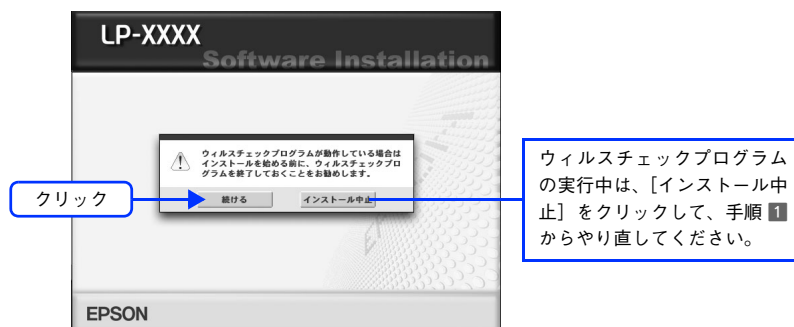 LP-XXXX
Software Installation
ウィルスチェックプログラムが動作している場合は
インストールを始める前に、ウィルスチェックプロ
グラムを終了しておくことをお勧めします。
続ける
インストール中止
クリック
ウィルスチェックプログラム
の実行中は、[インストール中
止]をクリックして、手順 1
からやり直してください。
EPSON